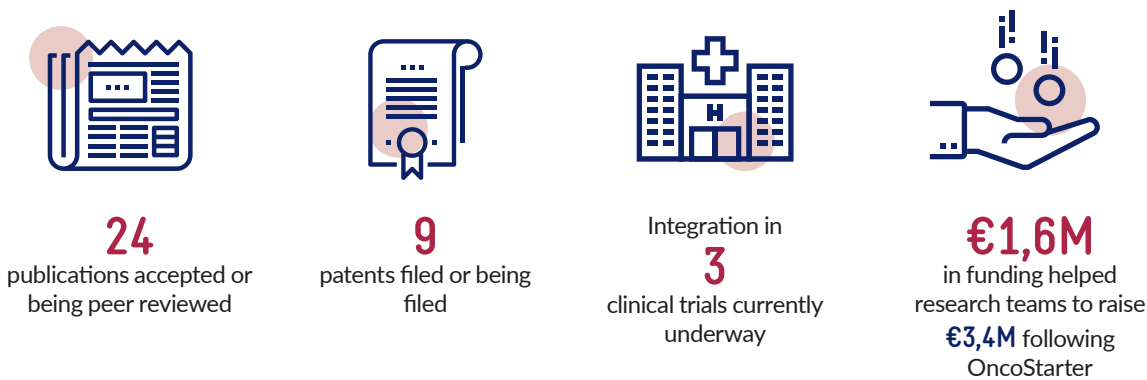 24
publications accepted or
being peer reviewed
9
patents filed or being
filed
H
Integration in
3
clinical trials currently
underway
€1,6M
in funding helped
research teams to raise
€3,4M following
OncoStarter